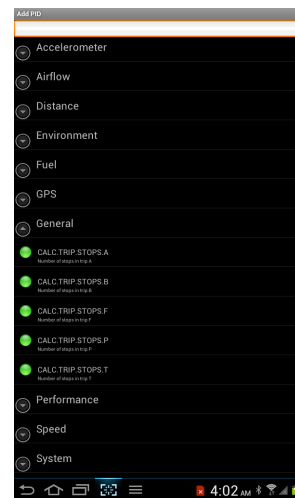 Add PID
Accelerometer
Airflow
Distance
Environment
Fuel
GPS
General
CALC.TRIP.STOPS.A
Number of stops in trip A
CALC.TRIP.STOPS.B
Number of stops in trip B
CALC.TRIP.STOPS.F
Number of stops in trip F
CALC.TRIP.STOPS.P
Number of stops in trip P
CALC.TRIP.STOPS.T
Number of stops in trip T
Performance
Speed
System
4:02 AM